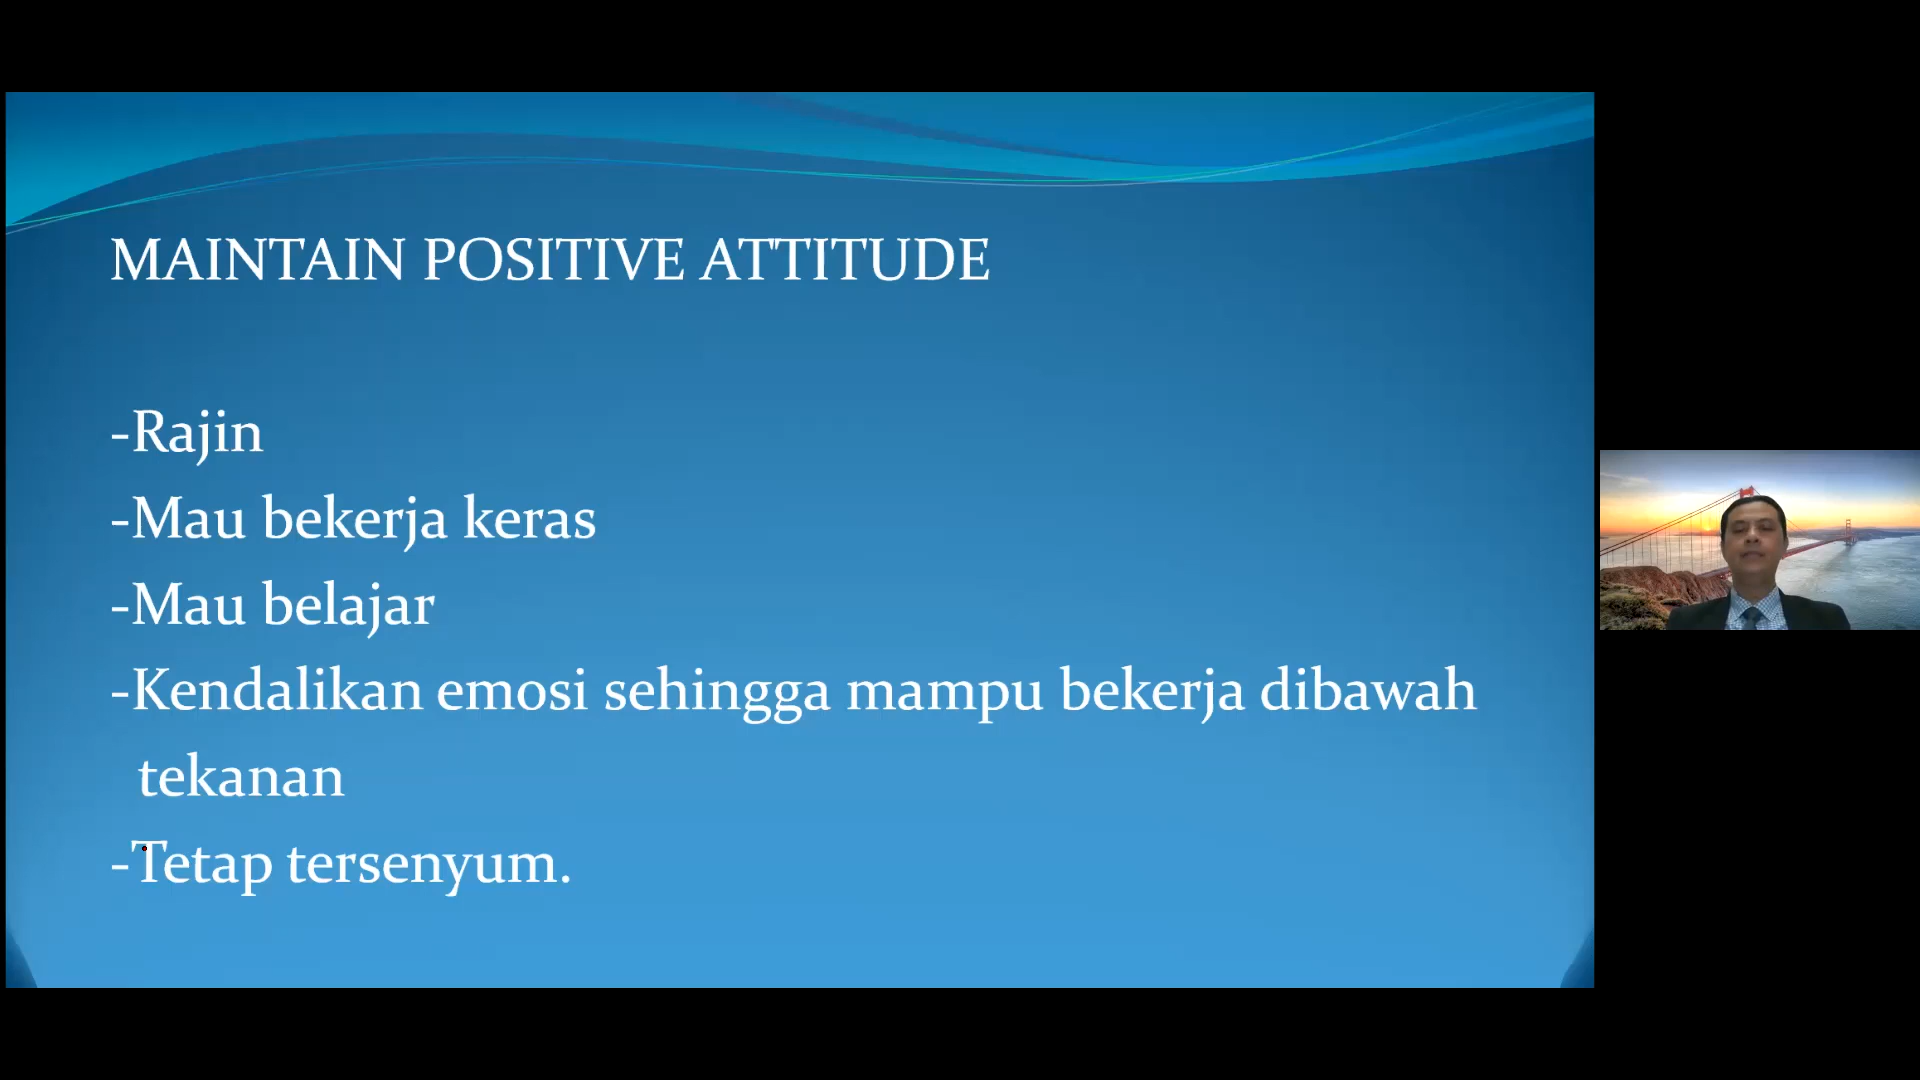 MAINTAIN POSITIVE ATTITUDE
-Rajin
-Mau bekerja keras
-Mau belajar
-Kendalikan emosi sehingga mampu bekerja dibawah
tekanan
-Tetap tersenyum.